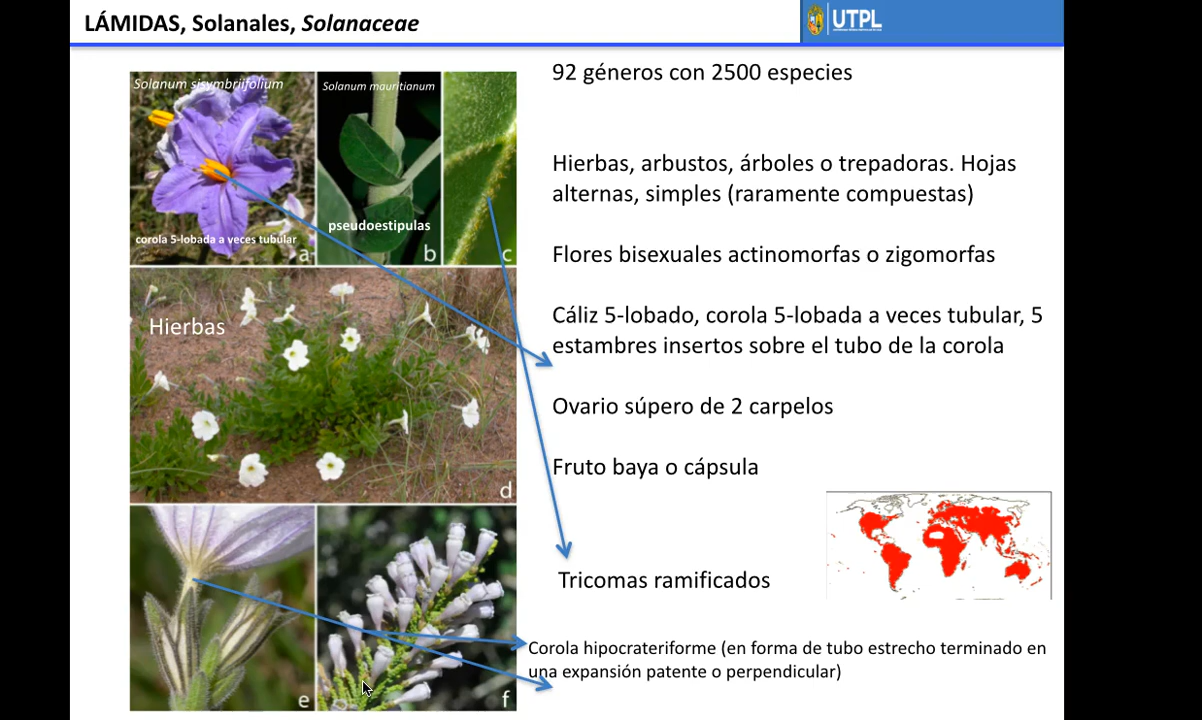 LÁMIDAS, Solanales, Solanaceae
UTPL
Solanum sisymbriifolium
Solanum mauritianum
corola 5-lobada a veces tubular
a
pseudoestipulas
b
c
Hierbas
d
e
f
92 géneros con 2500 especies
Hierbas, arbustos, árboles o trepadoras. Hojas
alternas, simples (raramente compuestas)
Flores bisexuales actinomorfas o zigomorfas
Cáliz 5-lobado, corola 5-lobada a veces tubular, 5
estambres insertos sobre el tubo de la corola
Ovario súpero de 2 carpelos
Fruto baya o cápsula
Tricomas ramificados
Corola hipocrateriforme (en forma de tubo estrecho terminado en
una expansión patente o perpendicular)